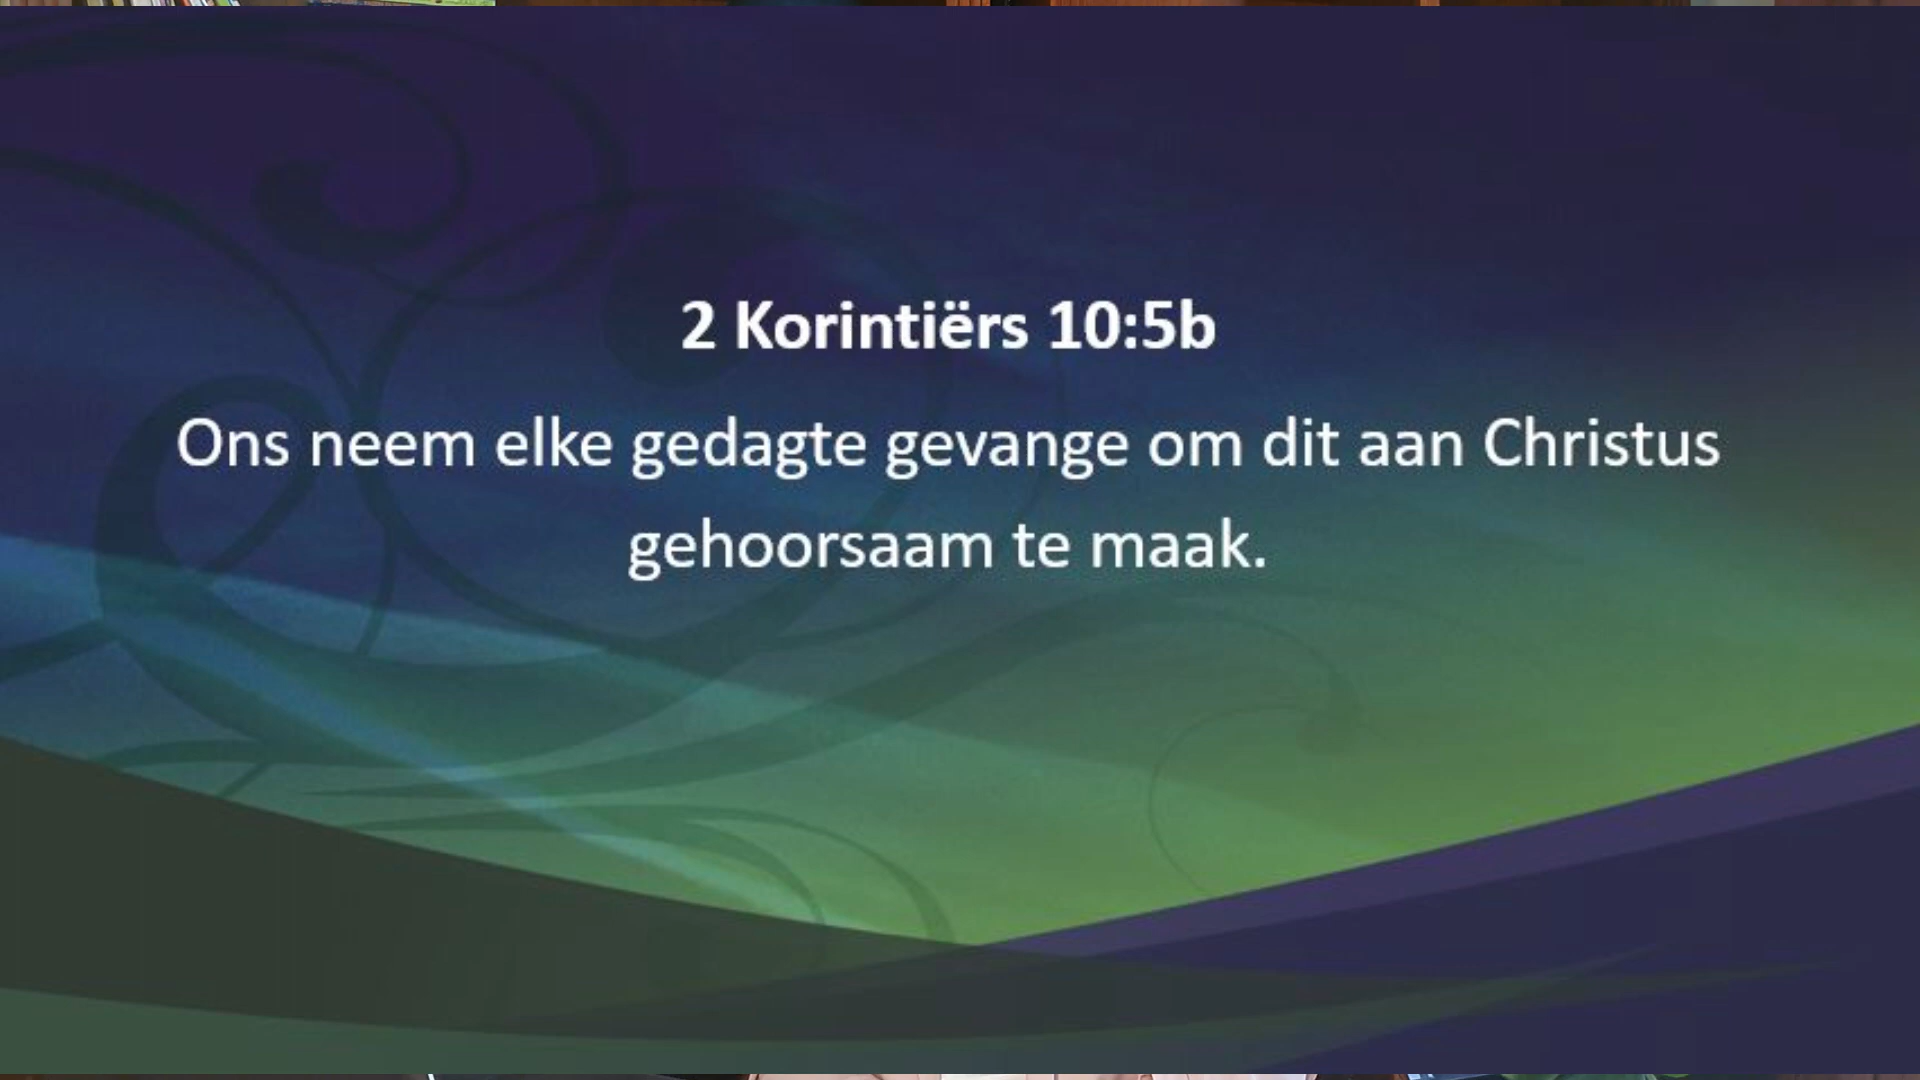 2 Korintiërs 10:5b
Ons neem elke gedagte gevange om dit aan Christus
gehoorsaam te maak.